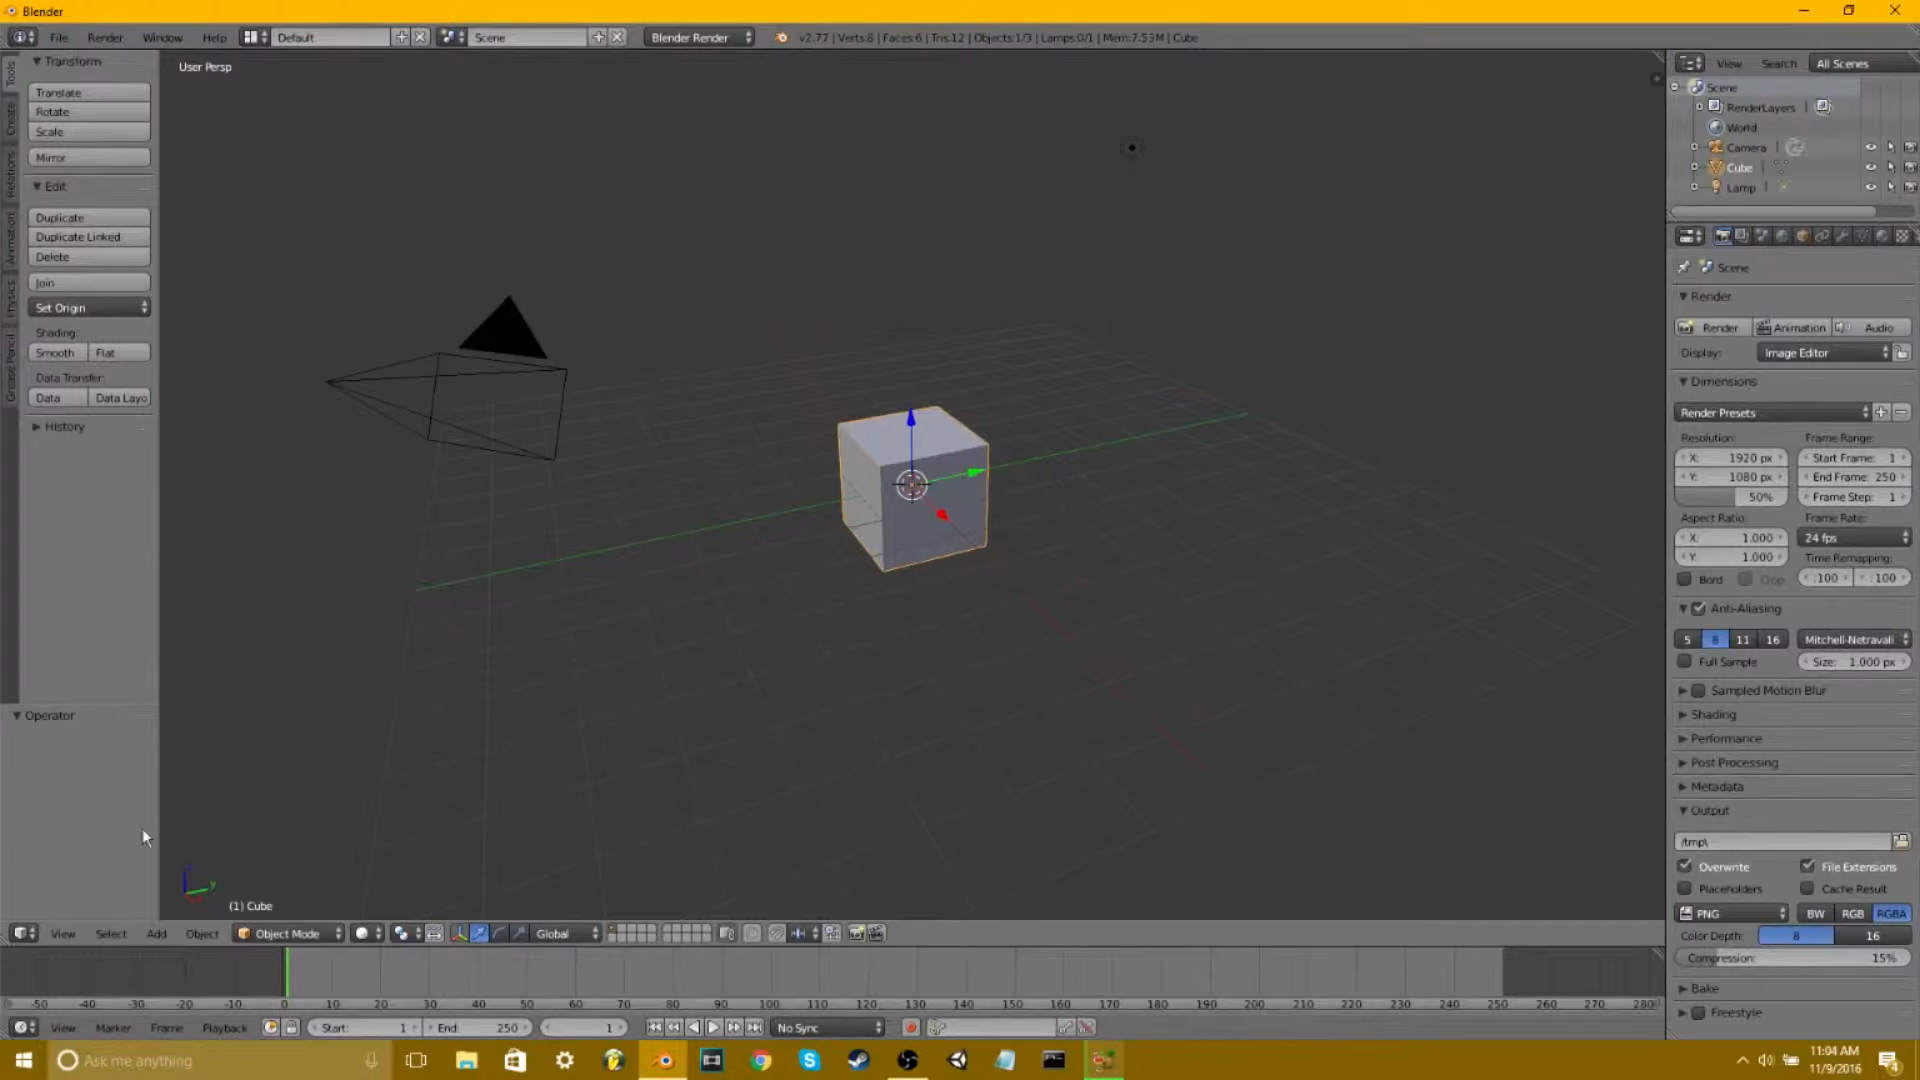 Blender
File Render Window Help Default Scene Blender Render v2.77 | Verts:8 | Faces:6 | Tris:12 | Objects:1/3 | Lamps:0/1 | Mem:7.53M | Cube
Tools
Create
Relations
Animation
Physics
Grease Pencil
Transform
Translate
Rotate
Scale
Mirror
Edit
Duplicate
Duplicate Linked
Delete
Join
Set Origin
Shading:
Smooth Flat
Data Transfer:
Data Data Layo
History
Operator
User Persp
(1) Cube
View Search All Scenes
Scene
RenderLayers |
World
Camera
Cube
Lamp
Scene
Render
Render Animation Audio
Display: Image Editor
Dimensions
Render Presets
Resolution: Frame Range:
X: 1920 px Start Frame: 1
Y: 1080 px End Frame: 250
50% Frame Step: 1
Aspect Ratio: Frame Rate:
X: 1.000 24 fps
Y: 1.000 Time Remapping:
Bord Crop :100 :100
Anti-Aliasing
5 8 11 16 Mitchell-Netravali
Full Sample Size: 1.000 px
Sampled Motion Blur
Shading
Performance
Post Processing
Metadata
Output
/tmp\
Overwrite File Extensions
Placeholders Cache Result
PNG BW RGB RGBA
Color Depth: 8 16
Compression: 15%
Bake
Freestyle
View Select Add Object Object Mode Global
-50 -40 -30 -20 -10 0 10 20 30 40 50 60 70 80 90 100 110 120 130 140 150 160 170 180 190 200 210 220 230 240 250 260 270 280
View Marker Frame Playback Start: 1 End: 250 1 No Sync
Ask me anything
11:04 AM
11/9/2016
4